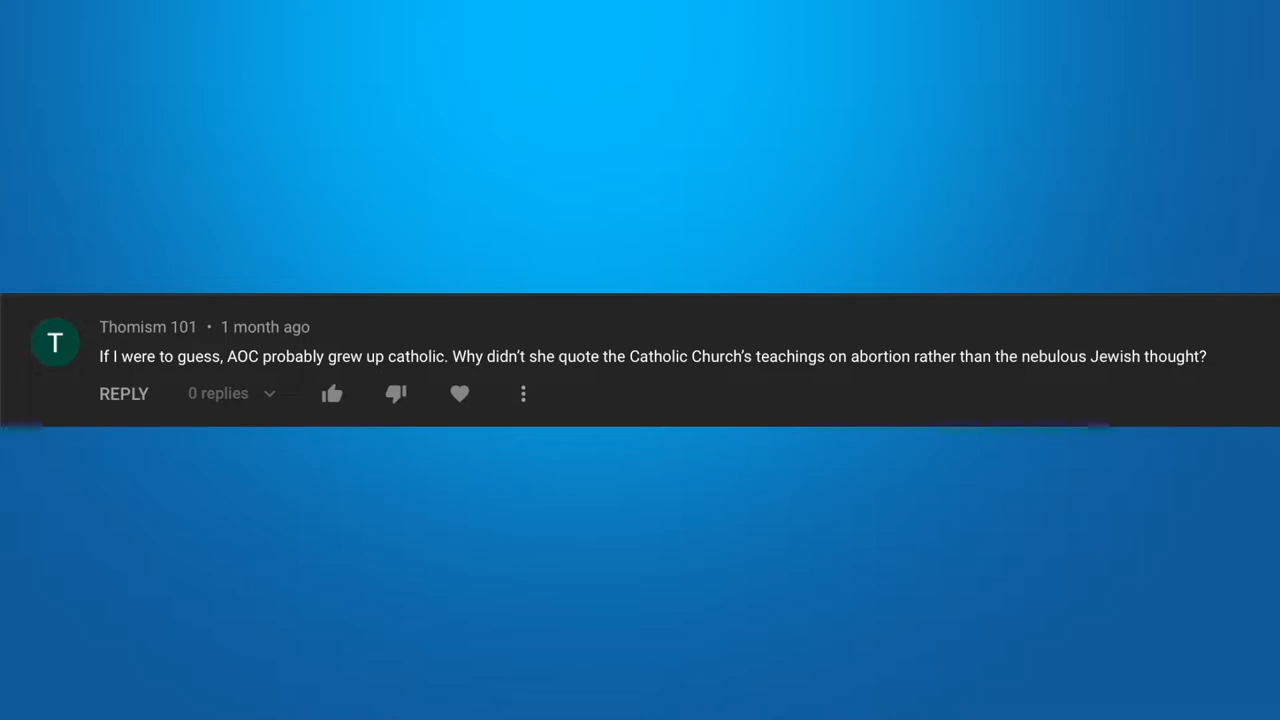 T
Thomism 101 • 1 month ago
If I were to guess, AOC probably grew up catholic. Why didn’t she quote the Catholic Church’s teachings on abortion rather than the nebulous Jewish thought?
REPLY 0 replies